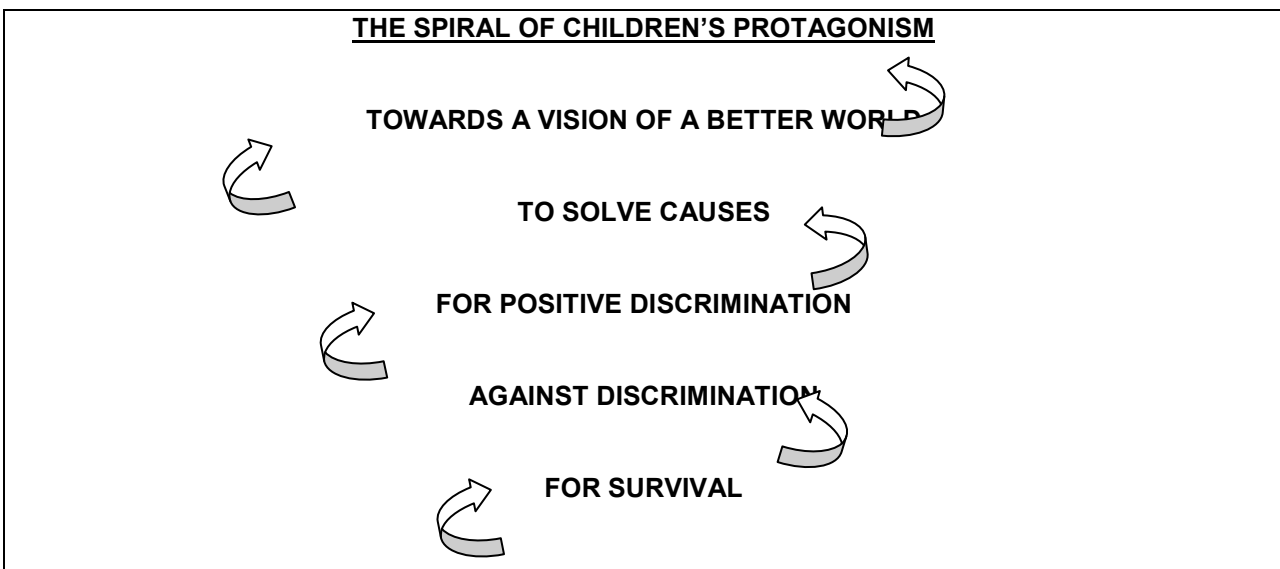 THE SPIRAL OF CHILDREN’S PROTAGONISM
TOWARDS A VISION OF A BETTER WORLD
TO SOLVE CAUSES
FOR POSITIVE DISCRIMINATION
AGAINST DISCRIMINATION
FOR SURVIVAL